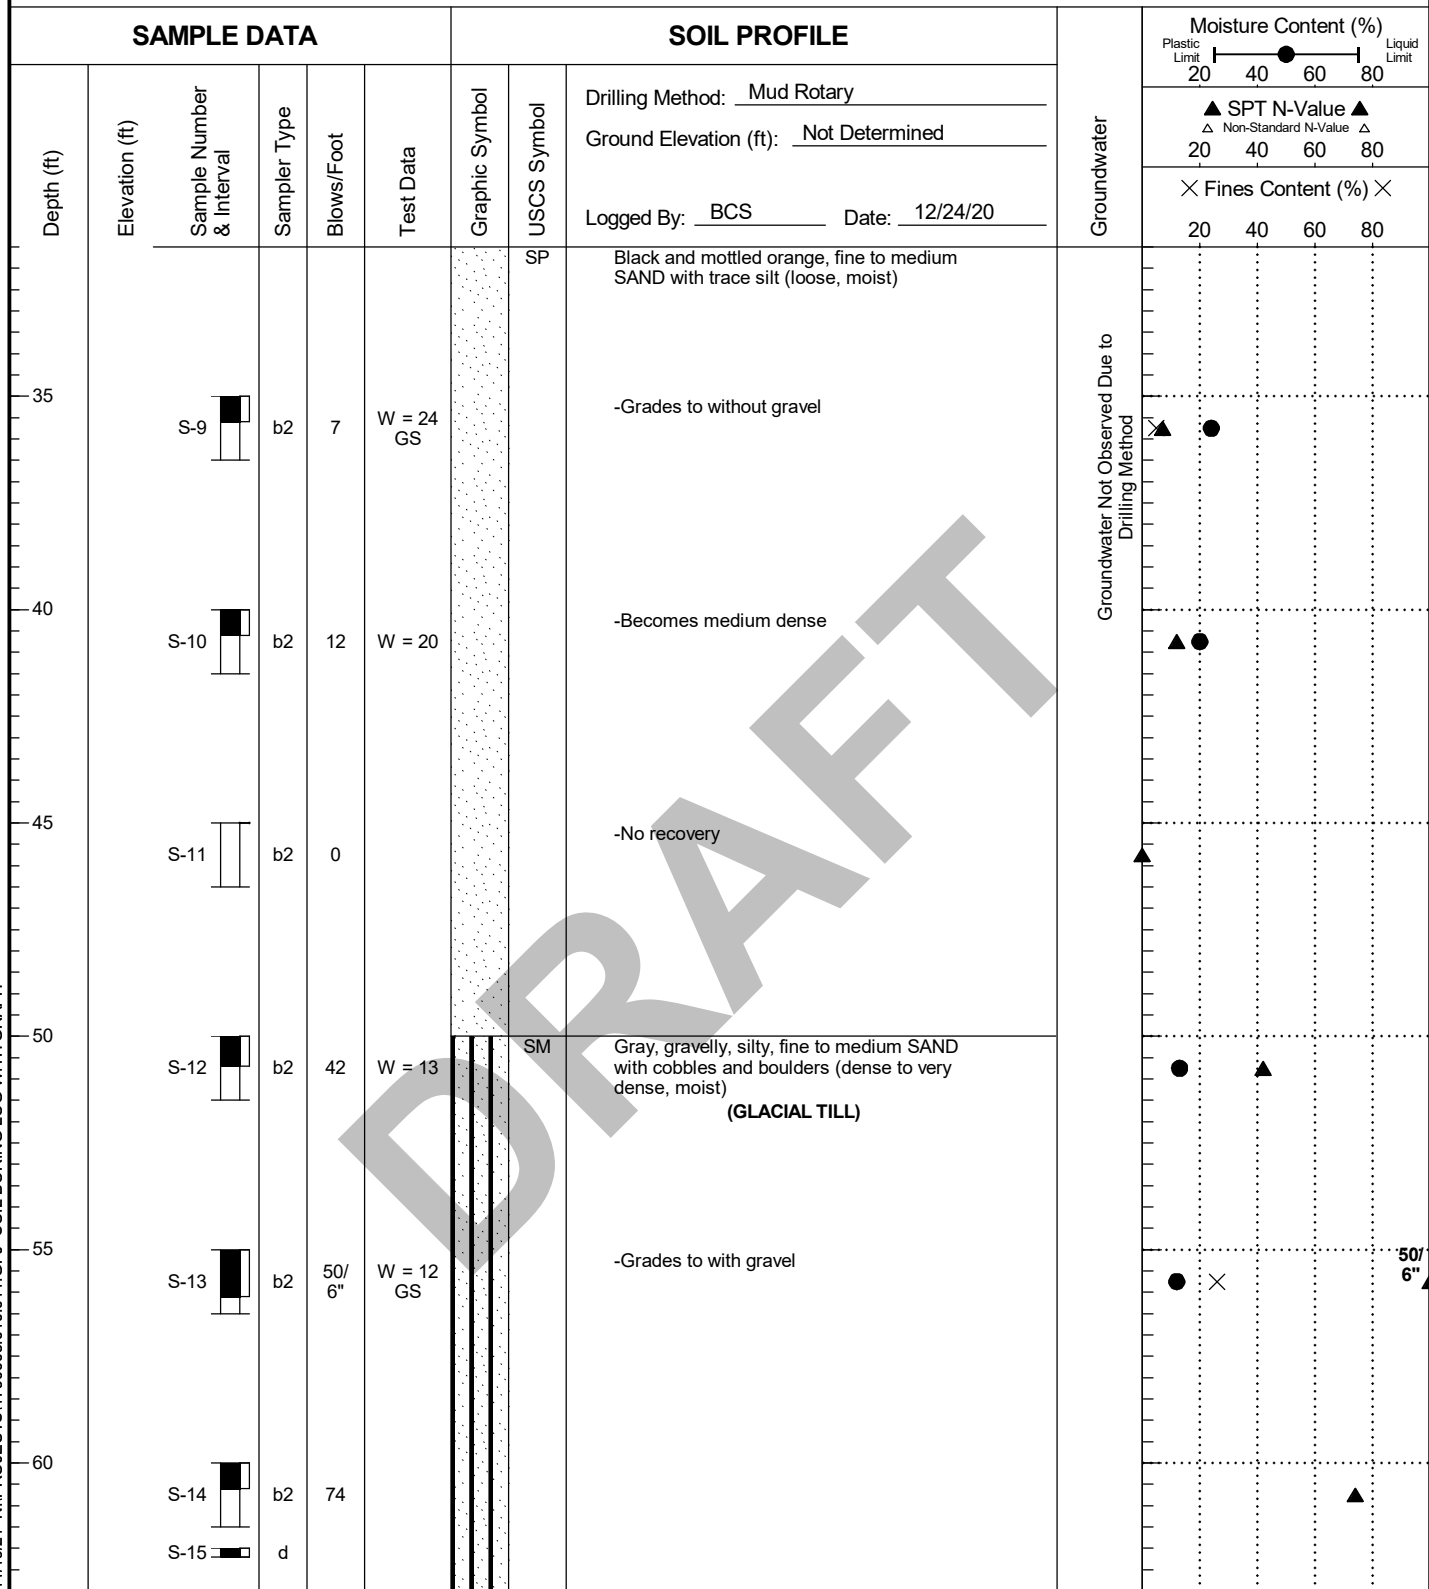 SAMPLE DATA
SOIL PROFILE
Moisture Content (%)
Plastic Limit
Liquid Limit
20 40 60 80
▲ SPT N-Value ▲
△ Non-Standard N-Value △
20 40 60 80
× Fines Content (%) ×
20 40 60 80
Depth (ft)
Elevation (ft)
Sample Number
& Interval
Sampler Type
Blows/Foot
Test Data
Graphic Symbol
USCS Symbol
Drilling Method: Mud Rotary
Ground Elevation (ft): Not Determined
Logged By: BCS Date: 12/24/20
Groundwater
SP
Black and mottled orange, fine to medium
SAND with trace silt (loose, moist)
Groundwater Not Observed Due to
Drilling Method
35
S-9 b2 7 W = 24
GS
-Grades to without gravel
40
S-10 b2 12 W = 20
-Becomes medium dense
45
S-11 b2 0
-No recovery
50
S-12 b2 42 W = 13
SM
Gray, gravelly, silty, fine to medium SAND
with cobbles and boulders (dense to very
dense, moist)
(GLACIAL TILL)
55
S-13 b2 50/
6"
W = 12
GS
-Grades to with gravel
50/
6"
60
S-14 b2 74
S-15 d
DRAFT